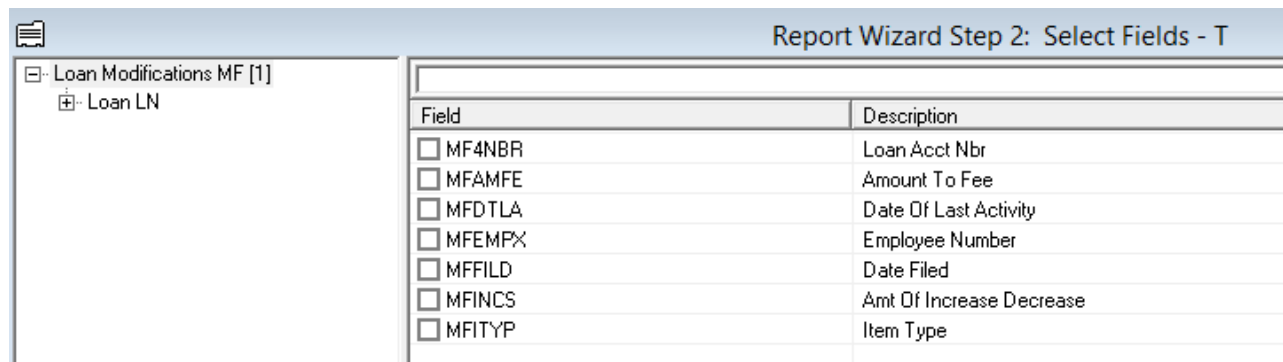 Report Wizard Step 2: Select Fields - T
Loan Modifications MF [1]
Loan LN
Field Description
MF4NBR Loan Acct Nbr
MFAMFE Amount To Fee
MFDTLA Date Of Last Activity
MFEMPX Employee Number
MFFILD Date Filed
MFINCS Amt Of Increase Decrease
MFITYP Item Type